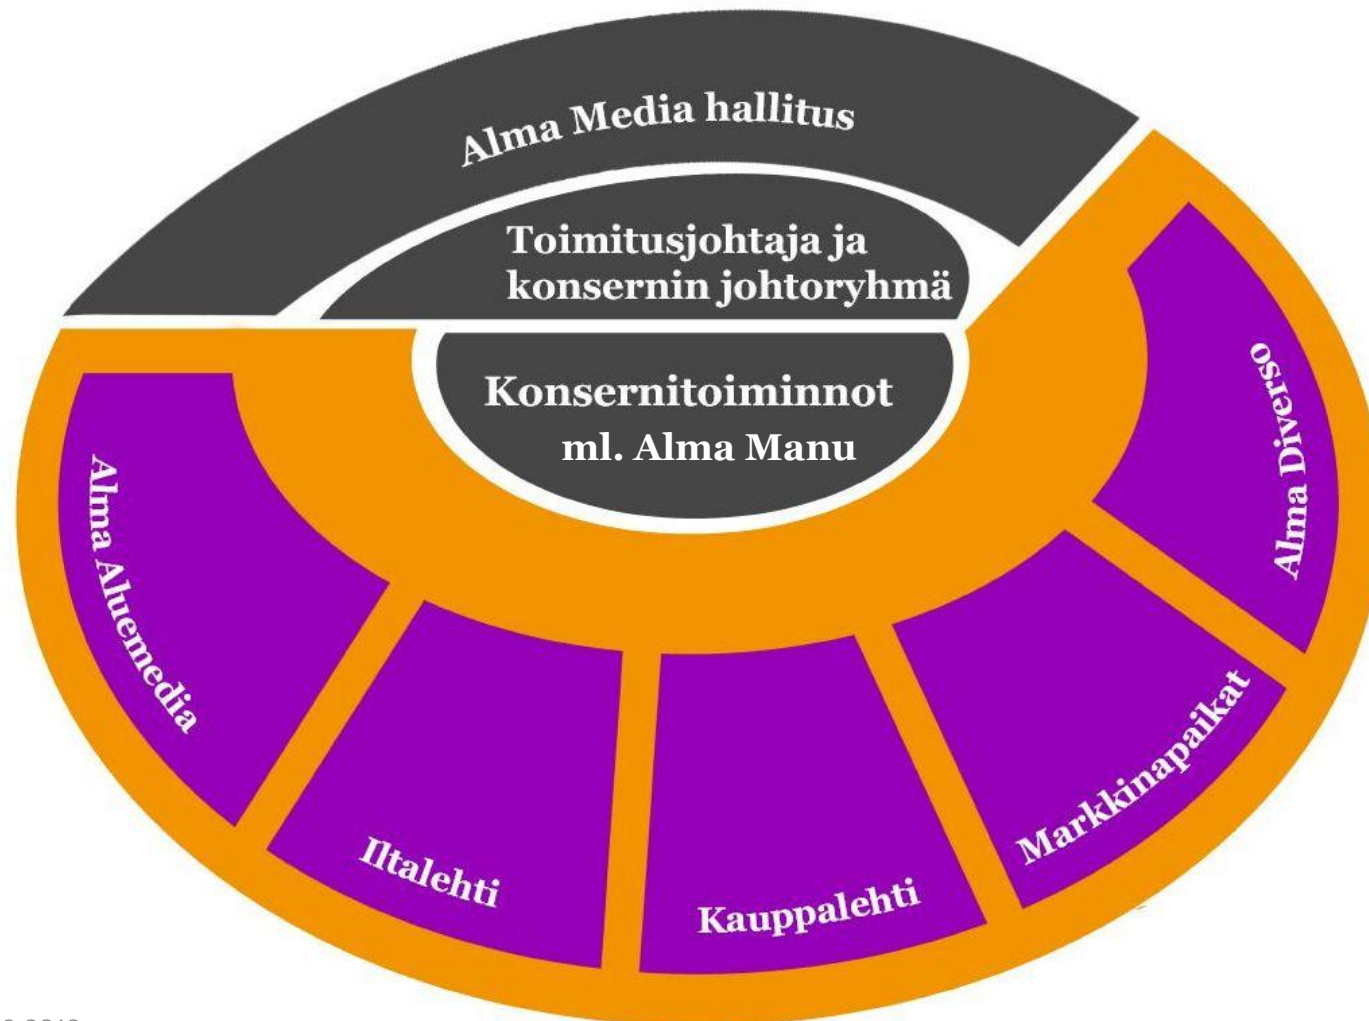 Alma Media hallitus
Toimitusjohtaja ja
konsernin johtoryhmä
Konsernitoiminnot
ml. Alma Manu
Alma Aluemedia
Iltalehti
Kauppalehti
Markkinapaikat
Alma Diverso